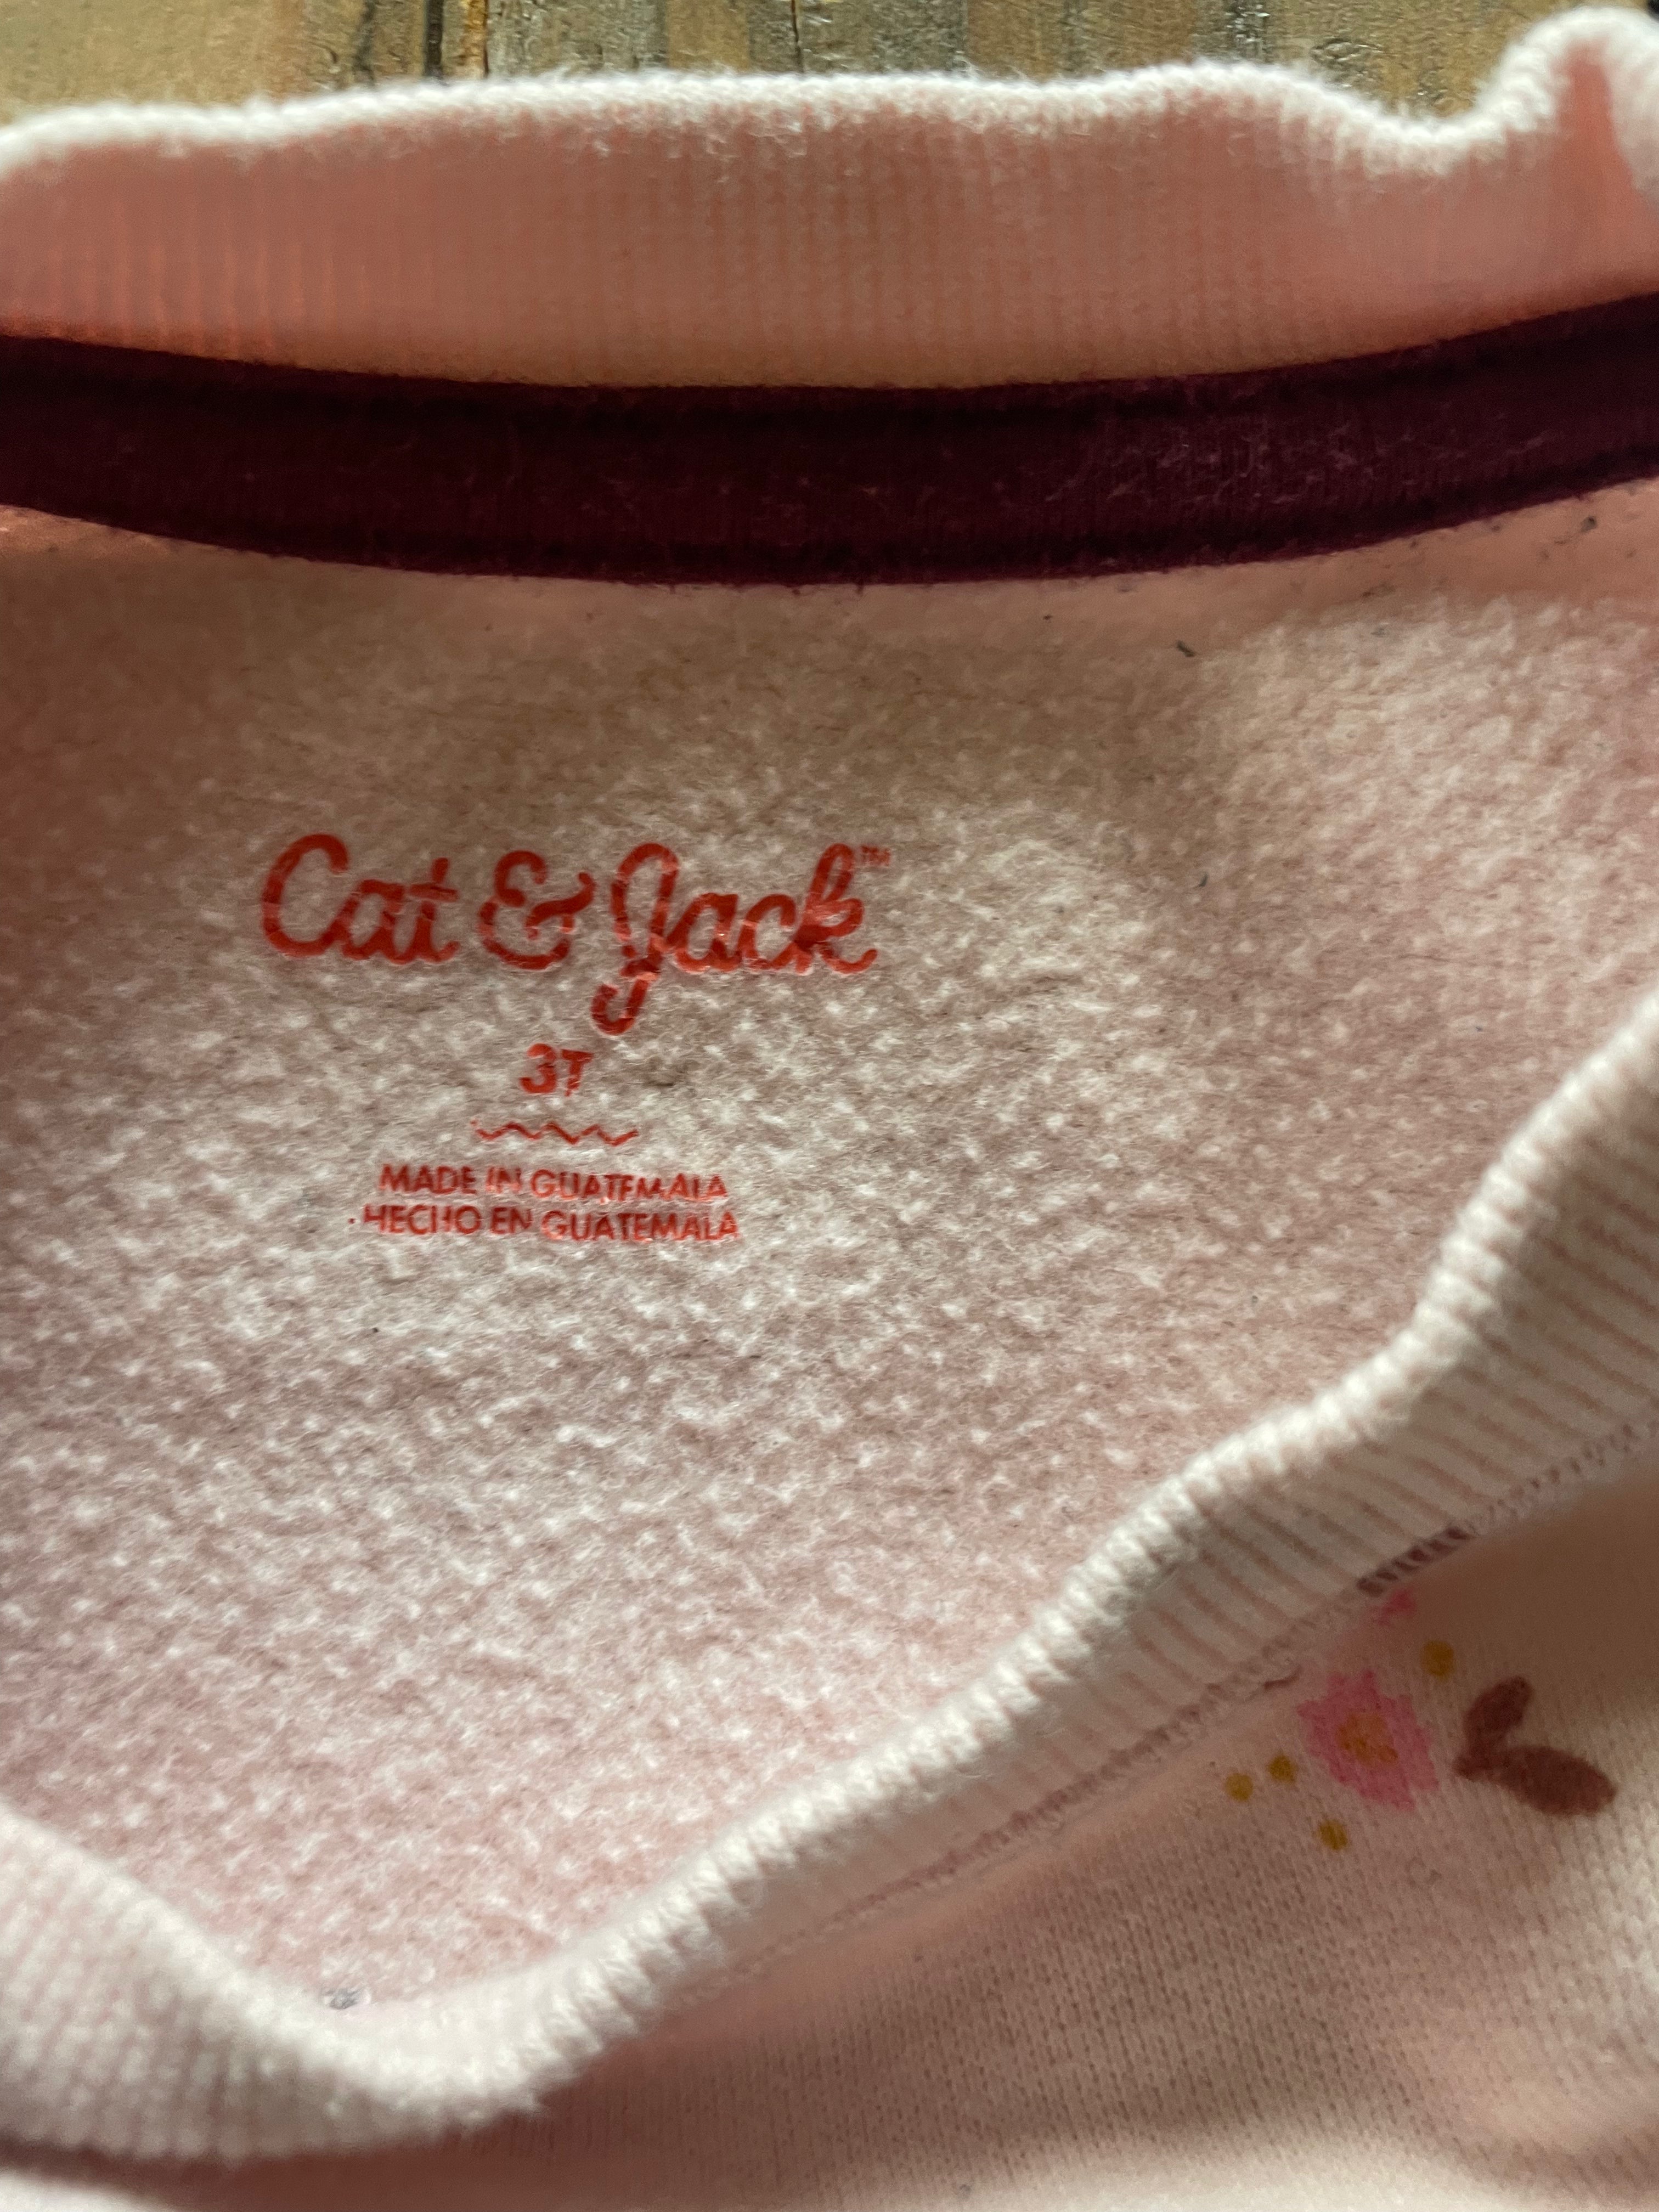 Cat & Jack™
3T
MADE IN GUATEMALA
HECHO EN GUATEMALA